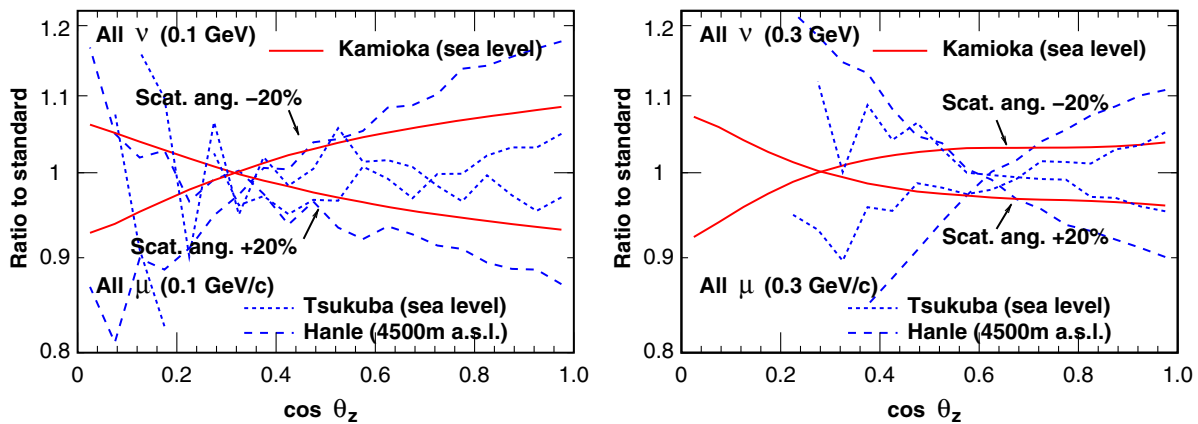 All ν (0.1 GeV)
Kamioka (sea level)
Scat. ang. −20%
Scat. ang. +20%
All μ (0.1 GeV/c)
Tsukuba (sea level)
Hanle (4500m a.s.l.)
Ratio to standard
1.2
1.1
1
0.9
0.8
0 0.2 0.4 0.6 0.8 1.0
cos θz
All ν (0.3 GeV)
Kamioka (sea level)
Scat. ang. −20%
Scat. ang. +20%
All μ (0.3 GeV/c)
Tsukuba (sea level)
Hanle (4500m a.s.l.)
Ratio to standard
1.2
1.1
1
0.9
0.8
0 0.2 0.4 0.6 0.8 1.0
cos θz